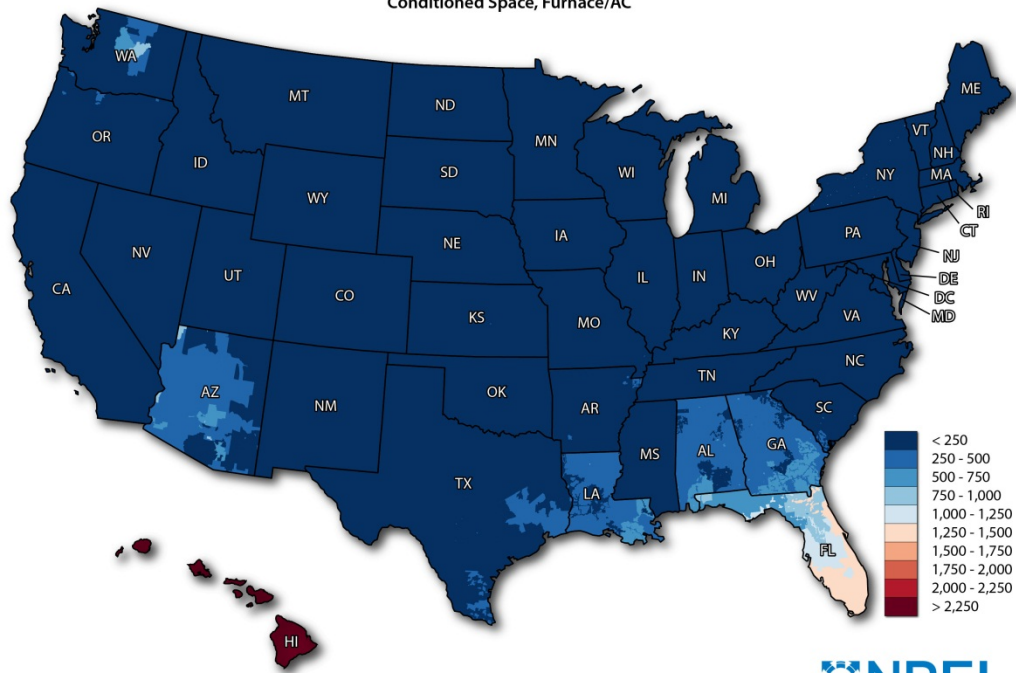 Conditioned Space, Furnace/AC
WA
MT
ND
ME
OR
ID
MN
VT
NH
SD
WI
NY
MA
WY
MI
RI
CT
NE
IA
PA
NJ
NV
UT
IL
IN
OH
DE
CA
CO
DC
WV
MD
KS
MO
VA
KY
NC
TN
AZ
NM
OK
AR
SC
MS
AL
GA
TX
LA
FL
HI
< 250
250 - 500
500 - 750
750 - 1,000
1,000 - 1,250
1,250 - 1,500
1,500 - 1,750
1,750 - 2,000
2,000 - 2,250
> 2,250
NREL